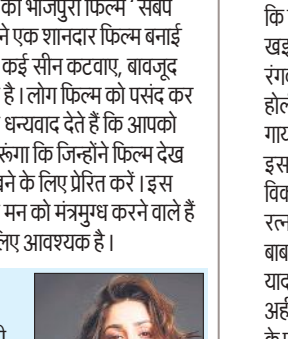 की भोजपुरी फिल्म ' सबप
ने एक शानदार फिल्म बनाई
कई सीन कटवाए, बावजूद
है । लोग फिल्म को पसंद कर
धन्यवाद देते हैं कि आपको
रूंगा कि जिन्होंने फिल्म देख
ने के लिए प्रेरित करें । इस
मन को मंत्रमुग्ध करने वाले हैं
लिए आवश्यक है ।
कि
खइ
रंग
होल
गाय
इस
विक
रत्न
बाब
याद
अही